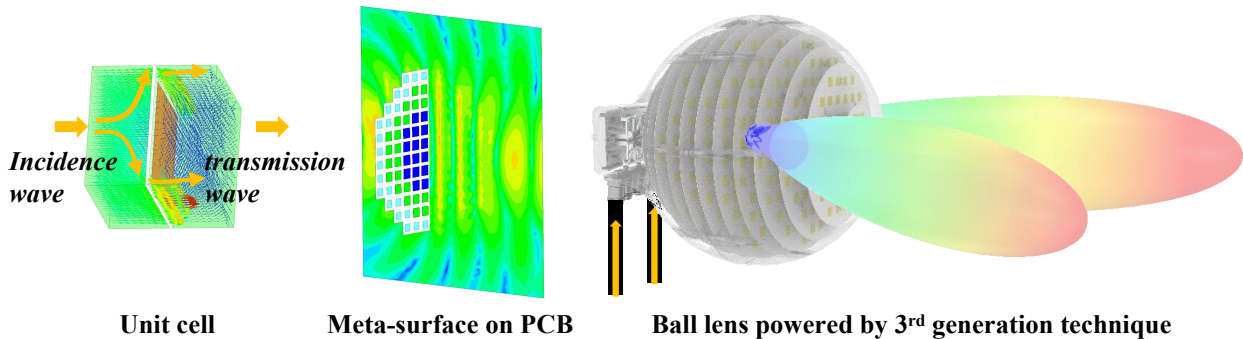 Incidence
wave
transmission
wave
Unit cell
Meta-surface on PCB
Ball lens powered by 3rd generation technique